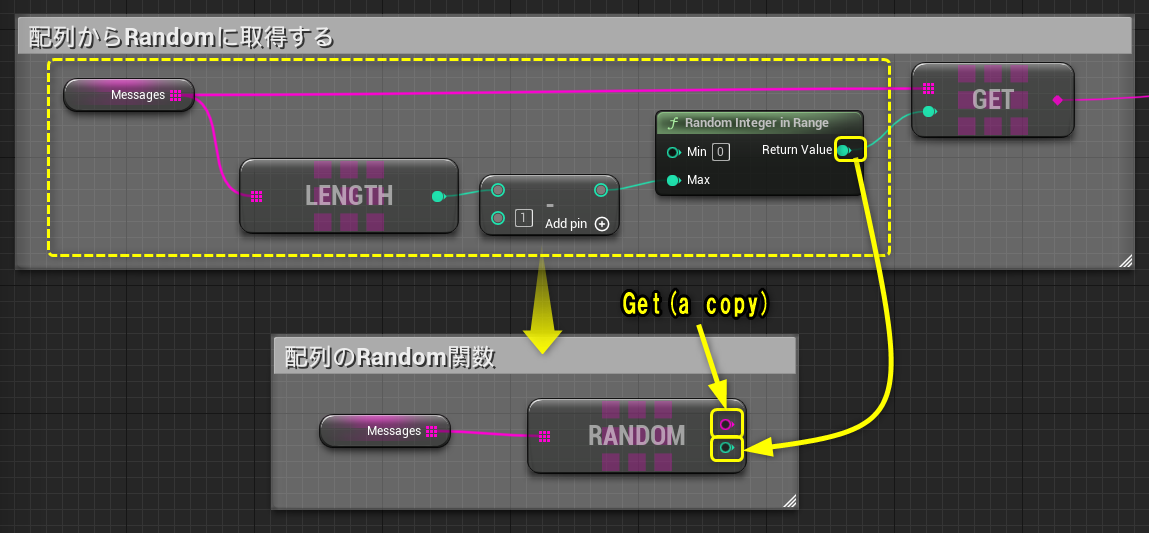 配列からRandomに取得する
Messages
GET
Random Integer in Range
Min 0
Return Value
Max
LENGTH
-
1
Add pin
Get(a copy)
配列のRandom関数
Messages
RANDOM